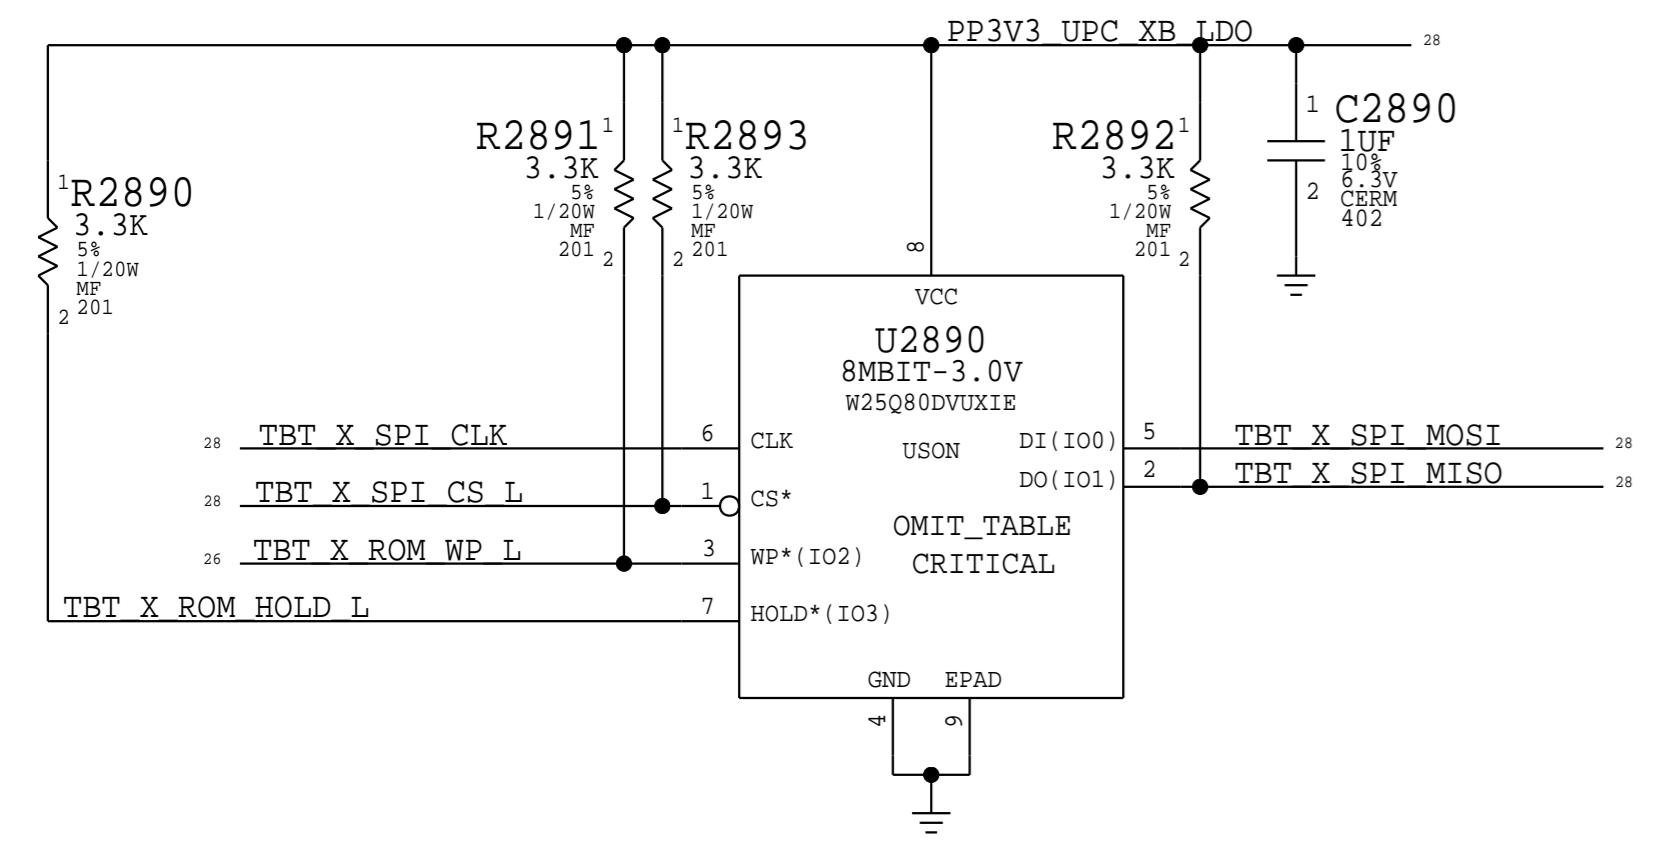 PP3V3_UPC_XB_LDO 28
1 R2890
3.3K
5%
1/20W
MF
201
2
R2891 1
3.3K
5%
1/20W
MF
201
2
1 R2893
3.3K
5%
1/20W
MF
201
2
R2892 1
3.3K
5%
1/20W
MF
201
2
1 C2890
1UF
10%
6.3V
CERM
402
2
8
VCC
U2890
8MBIT-3.0V
W25Q80DVUXIE
USON
OMIT_TABLE
CRITICAL
28 TBT_X_SPI_CLK 6 CLK
28 TBT_X_SPI_CS_L 1 CS*
26 TBT_X_ROM_WP_L 3 WP*(IO2)
TBT_X_ROM_HOLD_L 7 HOLD*(IO3)
DI(IO0) 5 TBT_X_SPI_MOSI 28
DO(IO1) 2 TBT_X_SPI_MISO 28
GND EPAD
4 9